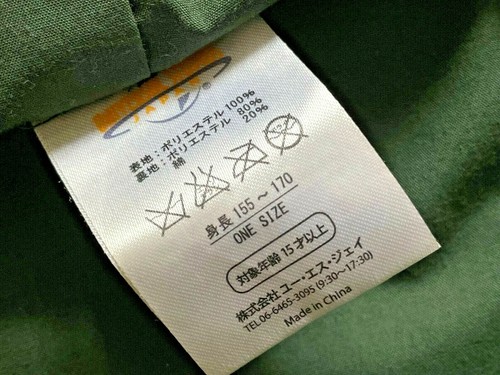 表地：ポリエステル 100%
裏地：ポリエステル 80%
綿 20%
身長 155～170
ONE SIZE
対象年齢 15才以上
株式会社 ユー・エス・ジェイ
TEL06-6465-3095 (9:30~17:30)
Made in China